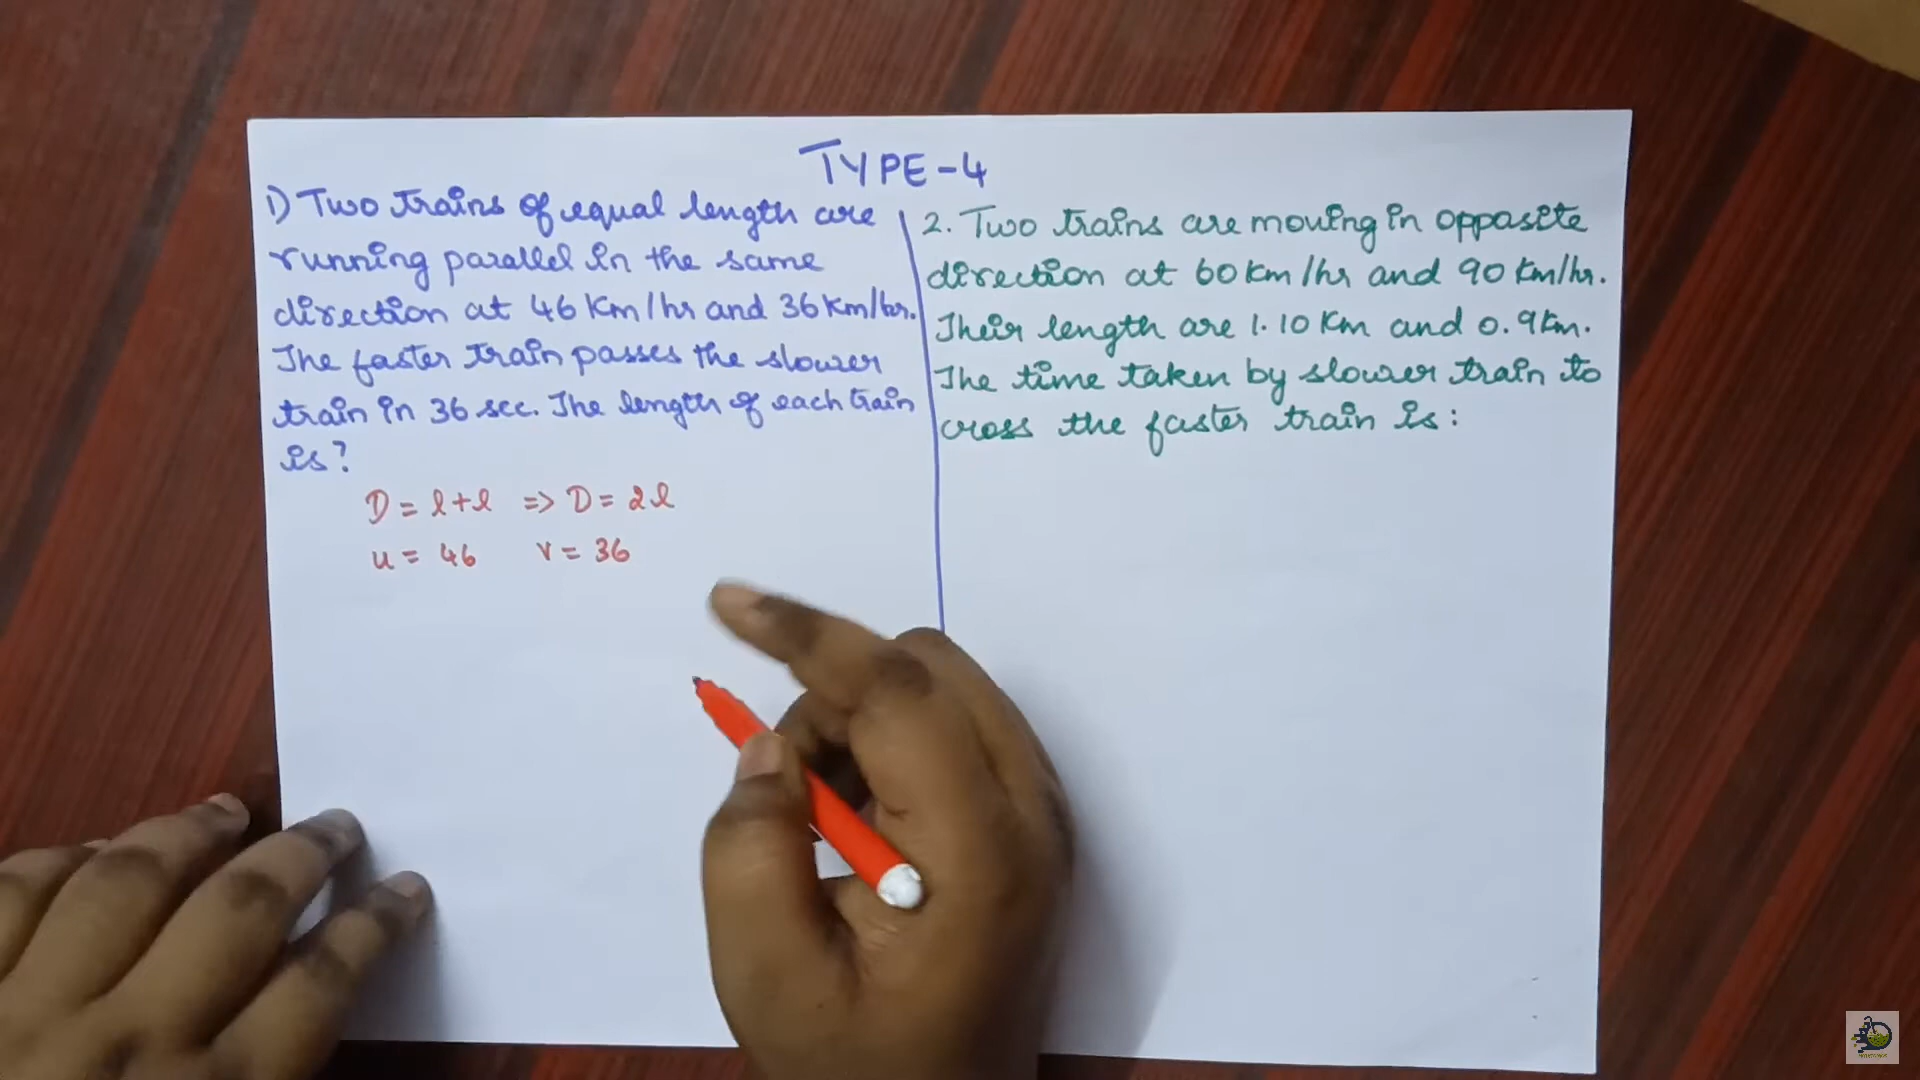 TYPE-4
1) Two trains of equal length are
running parallel in the same
direction at 46 Km/hr and 36 Km/hr.
The faster train passes the slower
train in 36 sec. The length of each train
is?
D = l+l => D = 2l
u = 46 v = 36
2. Two trains are moving in opposite
direction at 60 km/hr and 90 km/hr.
Their length are 1.10 Km and 0.9 Km.
The time taken by slower train to
cross the faster train is: